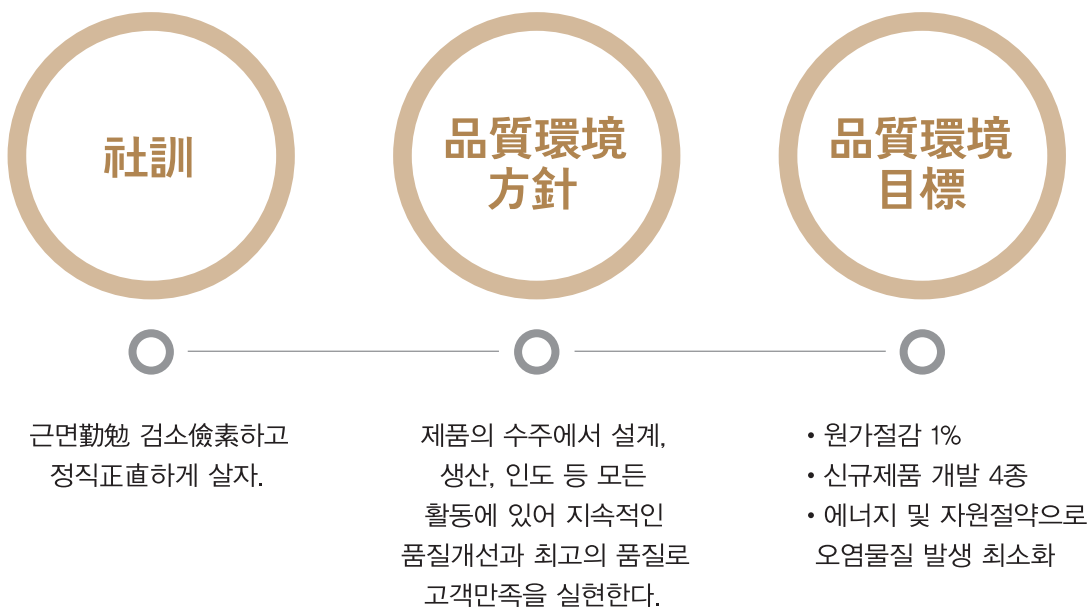 社訓
근면勤勉 검소儉素하고
정직正直하게 살자.
品質環境
方針
제품의 수주에서 설계,
생산, 인도 등 모든
활동에 있어 지속적인
품질개선과 최고의 품질로
고객만족을 실현한다.
品質環境
目標
• 원가절감 1%
• 신규제품 개발 4종
• 에너지 및 자원절약으로
오염물질 발생 최소화